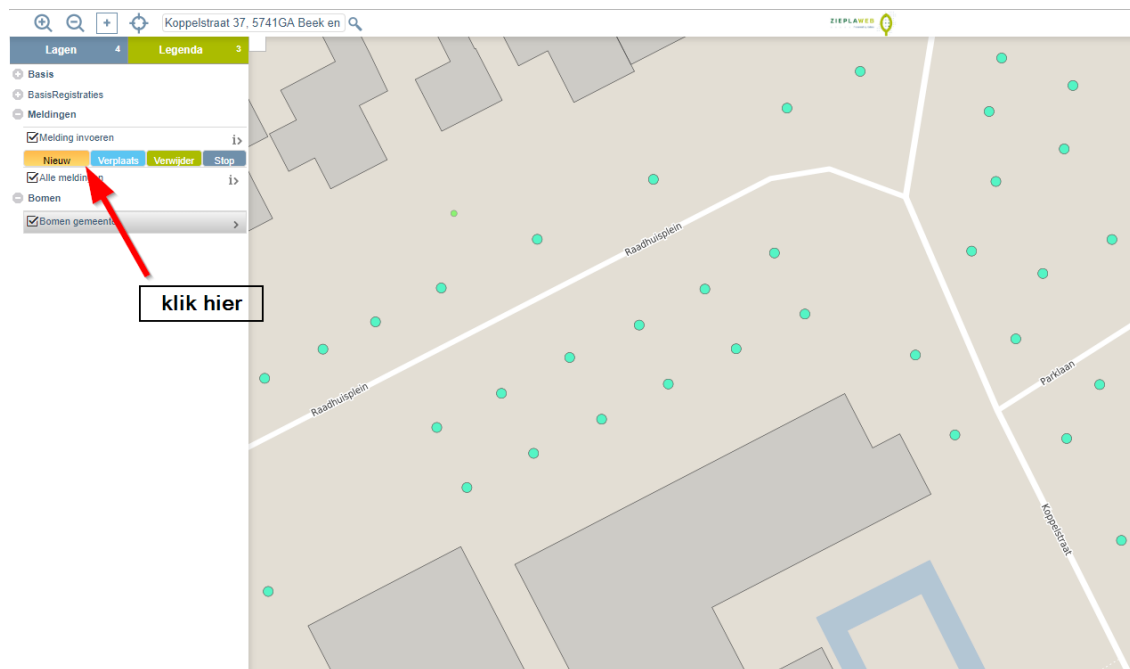 Koppelstraat 37, 5741GA Beek en
ZIEPLAWEB
Lagen 4 Legenda 3
Basis
BasisRegistraties
Meldingen
Melding invoeren i>
Nieuw Verplaats Verwijder Stop
Alle meldingen i>
Bomen
Bomen gemeente >
klik hier
Raadhuisplein
Raadhuisplein
Parklaan
Koppelstraat